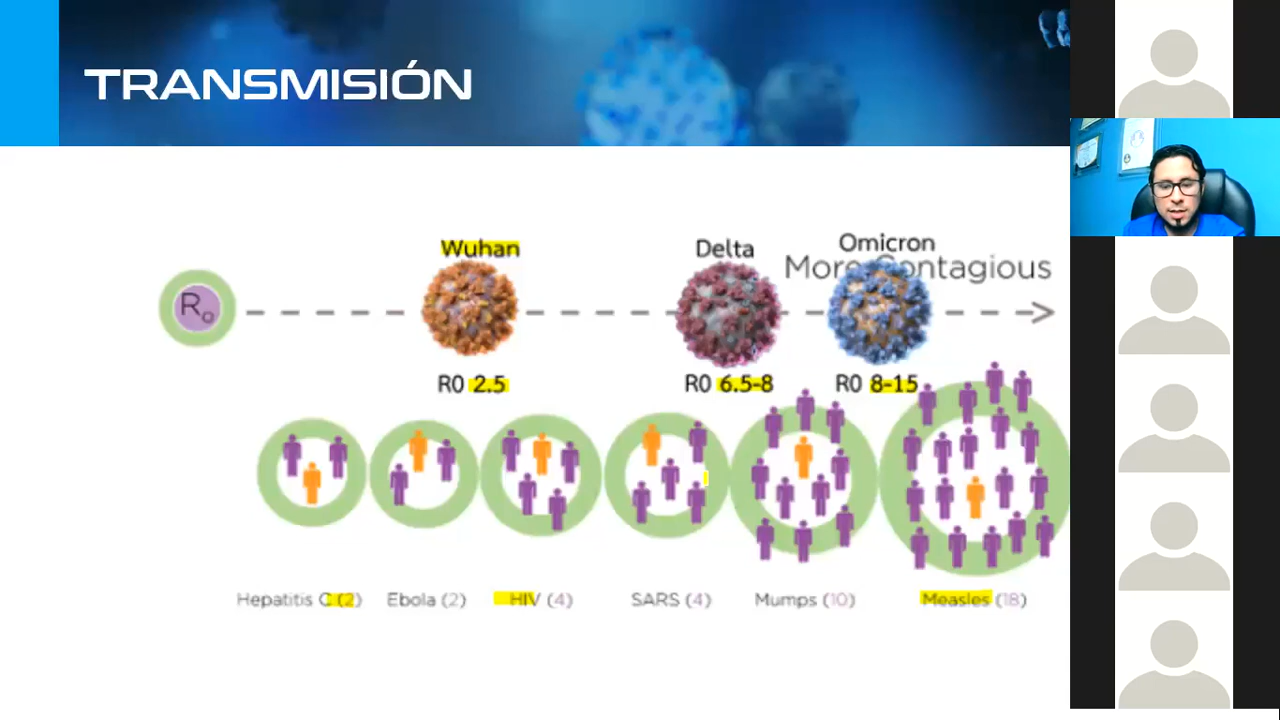 TRANSMISIÓN
Wuhan
Delta
Omicron
More Contagious
Ro
R0 2.5
R0 6.5-8
R0 8-15
Hepatitis C (2)
Ebola (2)
HIV (4)
SARS (4)
Mumps (10)
Measles (18)